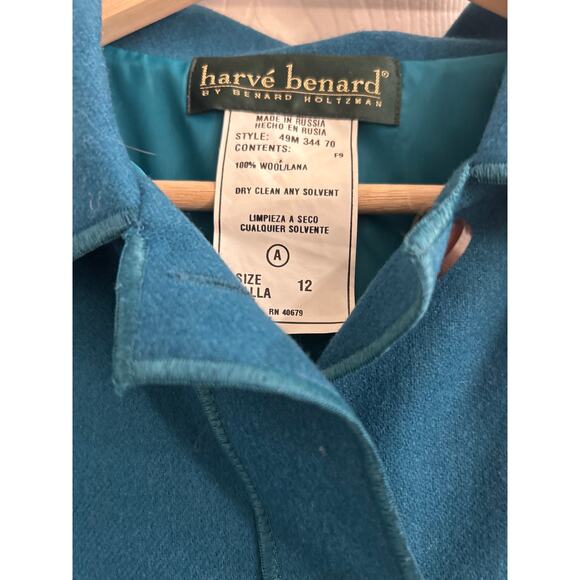 harvé benard®
BY BENARD HOLTZMAN
MADE IN RUSSIA
HECHO EN RUSIA
STYLE: 49M 344 70
CONTENTS: F9
100% WOOL/LANA
DRY CLEAN ANY SOLVENT
LIMPIEZA A SECO
CUALQUIER SOLVENTE
A
SIZE
12
RN 40679